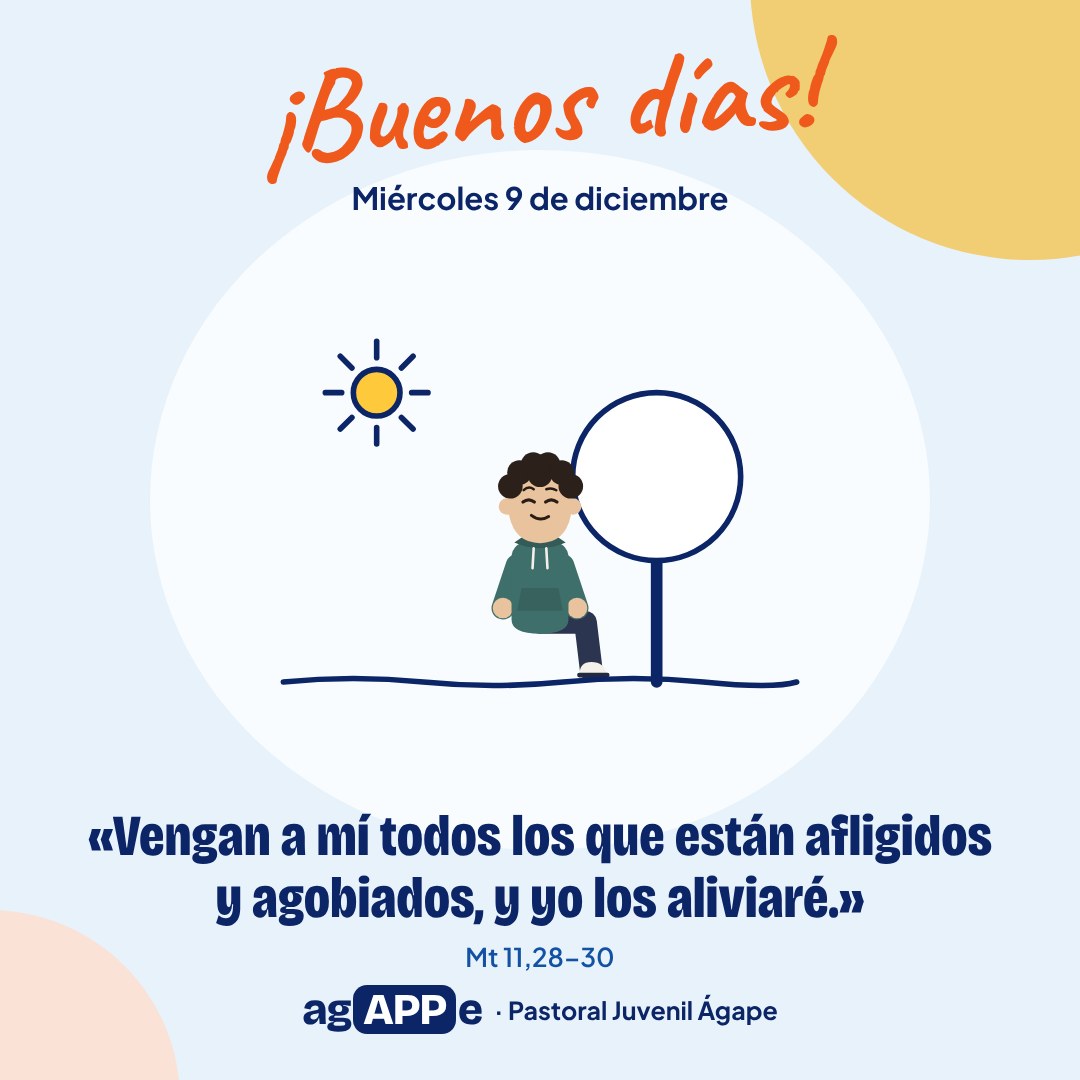 ¡Buenos días!
Miércoles 9 de diciembre
«Vengan a mí todos los que están afligidos
y agobiados, y yo los aliviaré.»
Mt 11,28–30
agAPPe · Pastoral Juvenil Ágape